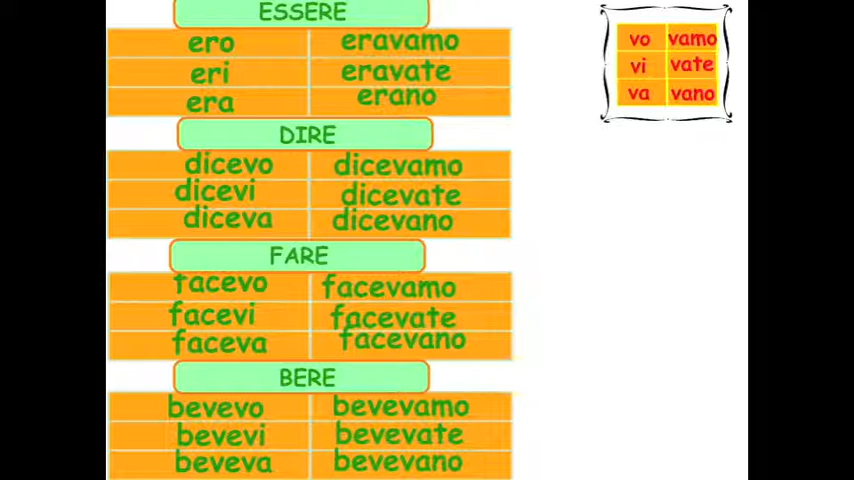 ESSERE
ero eravamo
eri eravate
era erano
DIRE
dicevo dicevamo
dicevi dicevate
diceva dicevano
FARE
facevo facevamo
facevi facevate
faceva facevano
BERE
bevevo bevevamo
bevevi bevevate
beveva bevevano
vo vamo
vi vate
va vano